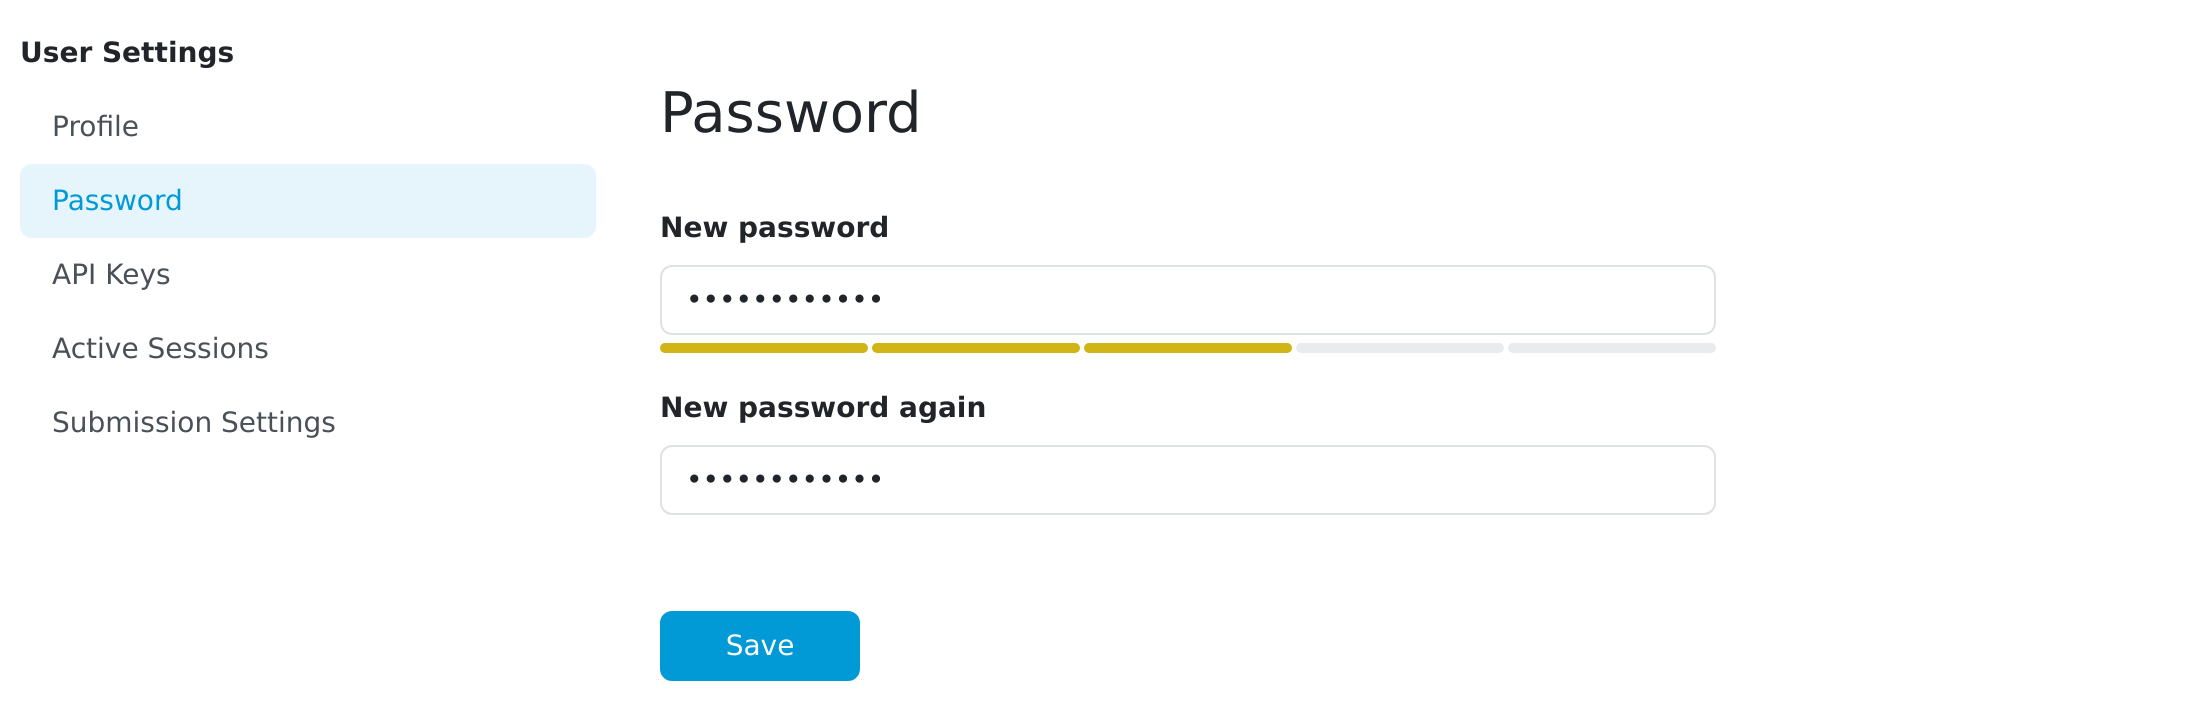 User Settings
Profile
Password
API Keys
Active Sessions
Submission Settings
Password
New password
••••••••••••
New password again
••••••••••••
Save